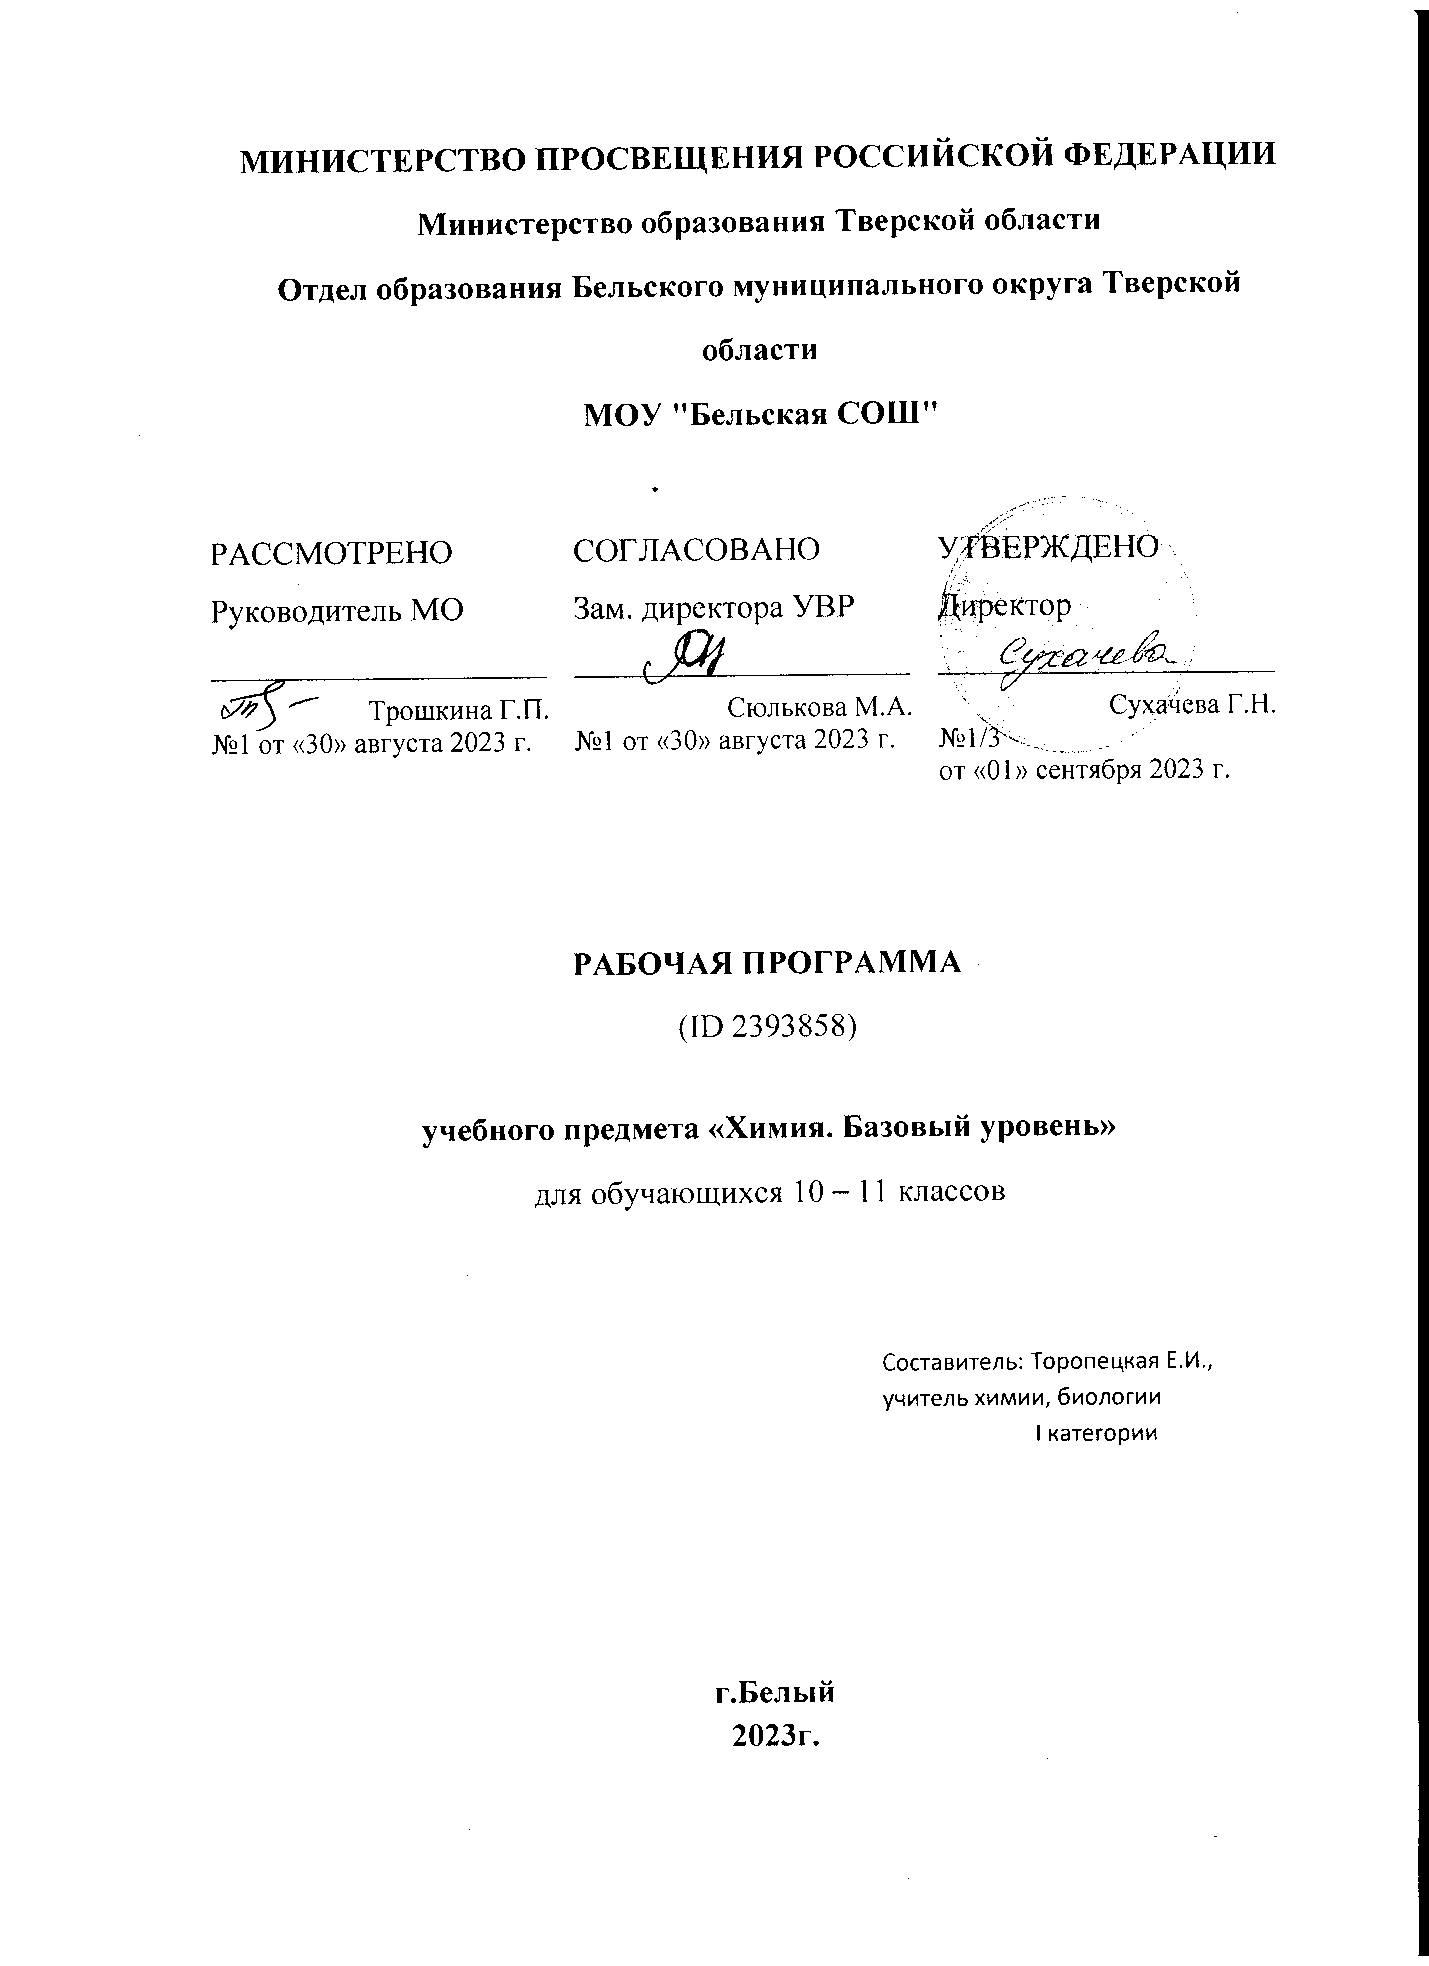 МИНИСТЕРСТВО ПРОСВЕЩЕНИЯ РОССИЙСКОЙ ФЕДЕРАЦИИ
Министерство образования Тверской области
Отдел образования Бельского муниципального округа Тверской
области
МОУ "Бельская СОШ"
РАССМОТРЕНО
Руководитель МО
Трошкина Г.П.
№1 от «30» августа 2023 г.
СОГЛАСОВАНО
Зам. директора УВР
Сюлькова М.А.
№1 от «30» августа 2023 г.
УТВЕРЖДЕНО
Директор
Сухачева
Сухачева Г.Н.
№1/3
от «01» сентября 2023 г.
РАБОЧАЯ ПРОГРАММА
(ID 2393858)
учебного предмета «Химия. Базовый уровень»
для обучающихся 10 – 11 классов
Составитель: Торопецкая Е.И.,
учитель химии, биологии
I категории
г.Белый
2023г.